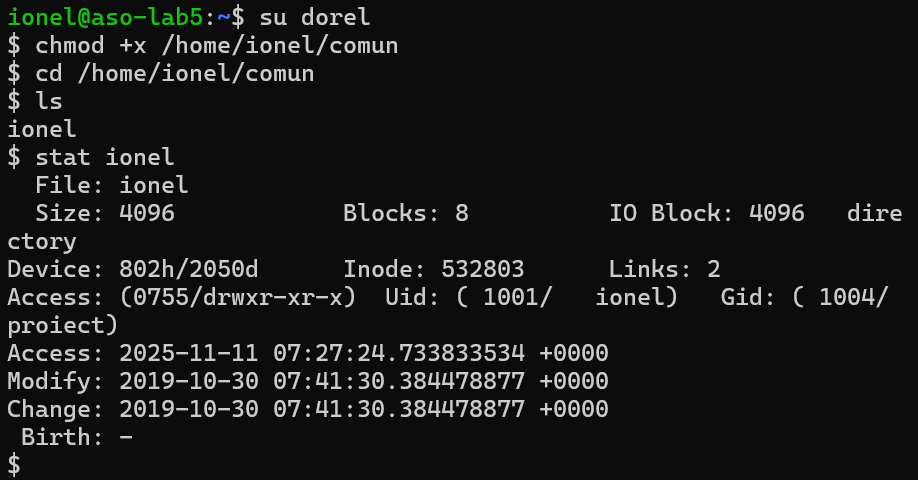 ionel@aso-lab5:~$ su dorel
$ chmod +x /home/ionel/comun
$ cd /home/ionel/comun
$ ls
ionel
$ stat ionel
  File: ionel
  Size: 4096            Blocks: 8          IO Block: 4096   dire
ctory
Device: 802h/2050d      Inode: 532803      Links: 2
Access: (0755/drwxr-xr-x)  Uid: ( 1001/   ionel)   Gid: ( 1004/
proiect)
Access: 2025-11-11 07:27:24.733833534 +0000
Modify: 2019-10-30 07:41:30.384478877 +0000
Change: 2019-10-30 07:41:30.384478877 +0000
 Birth: -
$